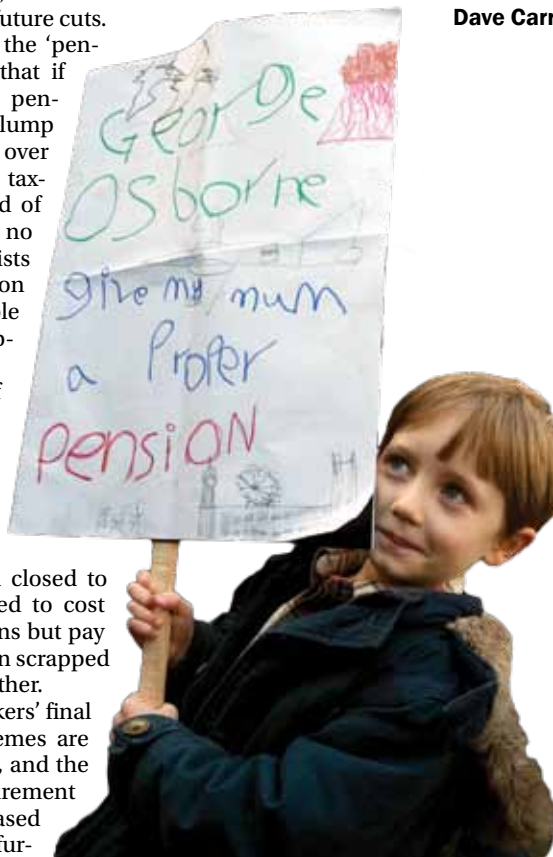 future cuts.
the ‘pen-
that if
pen-
lump
over
tax-
d of
no
ists
on
closed to
ed to cost
ns but pay
n scrapped
ther.
kers’ final
emes are
, and the
irement
ased
fur-
Dave Carr
George
Osborne
give my mum
a Proper
PENSION